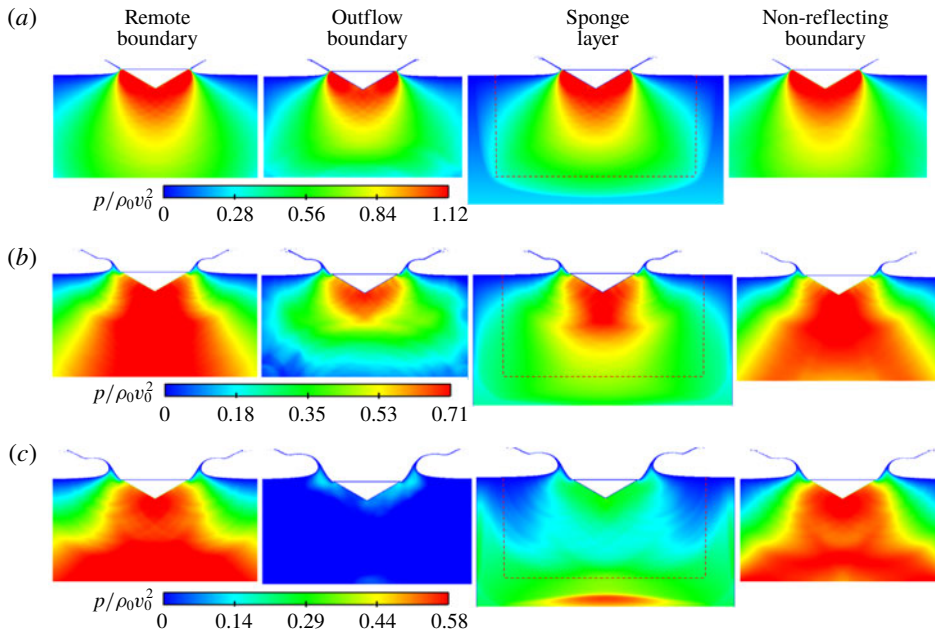 (a)
Remote
boundary
Outflow
boundary
Sponge
layer
Non-reflecting
boundary
p/ρ₀v₀²
0 0.28 0.56 0.84 1.12
(b)
p/ρ₀v₀²
0 0.18 0.35 0.53 0.71
(c)
p/ρ₀v₀²
0 0.14 0.29 0.44 0.58